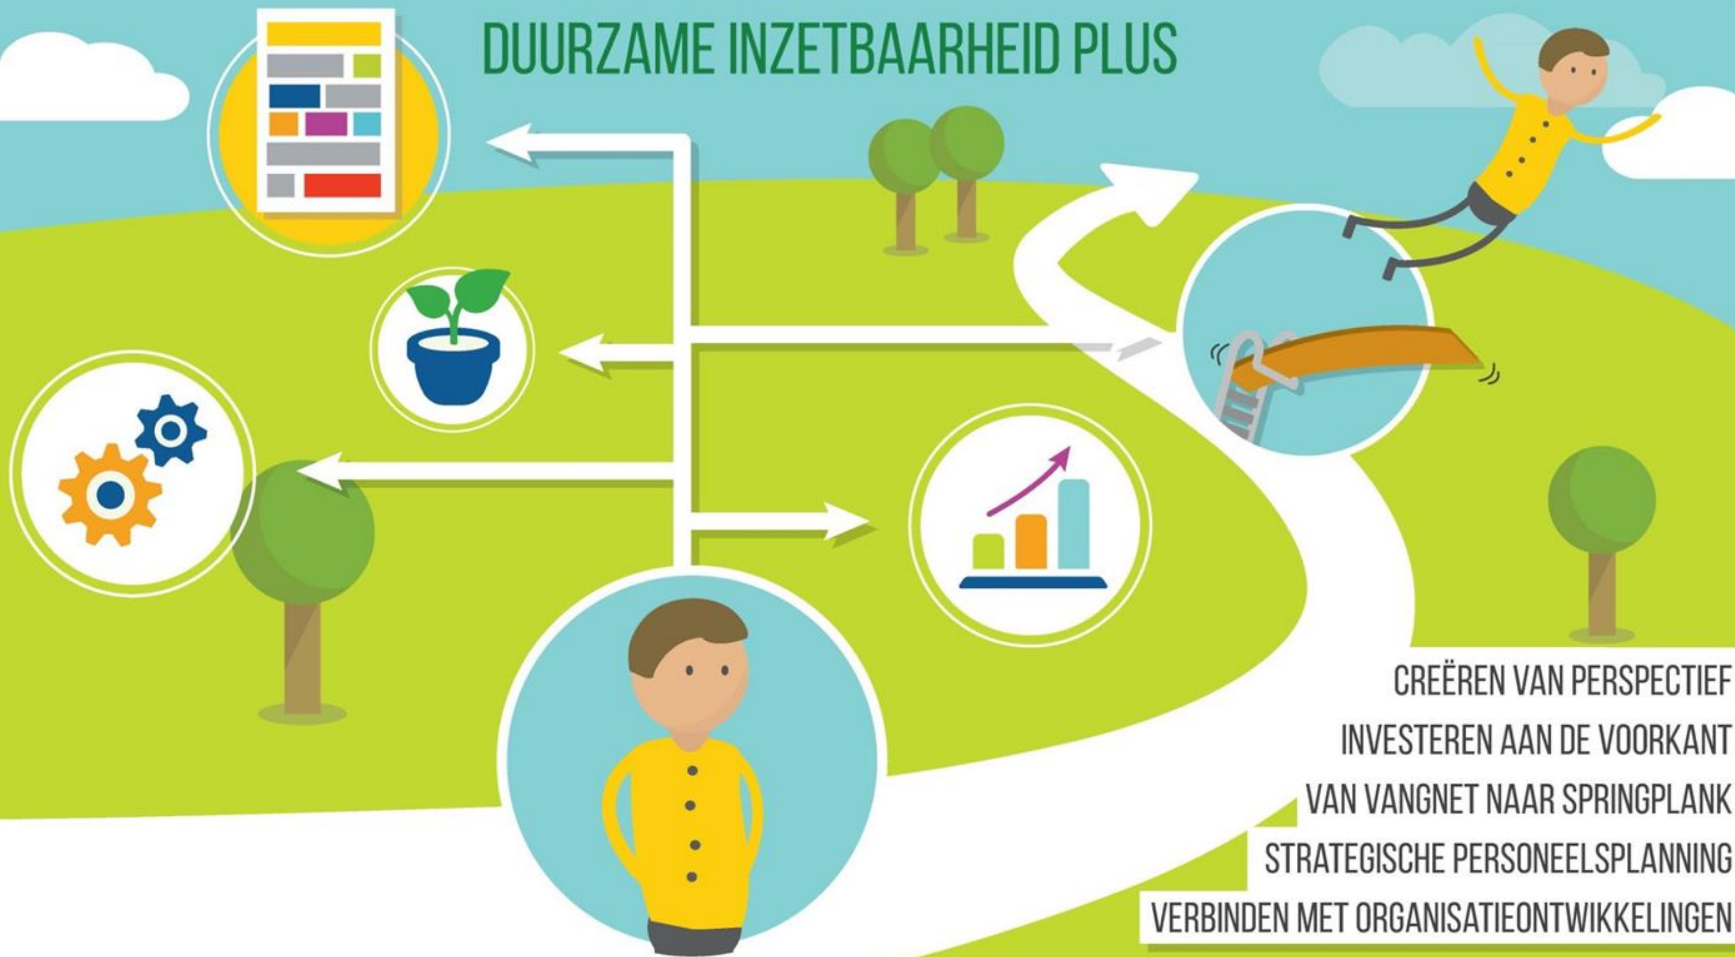 DUURZAME INZETBAARHEID PLUS
CREËREN VAN PERSPECTIEF
INVESTEREN AAN DE VOORKANT
VAN VANGNET NAAR SPRINGPLANK
STRATEGISCHE PERSONEELSPLANNING
VERBINDEN MET ORGANISATIEONTWIKKELINGEN